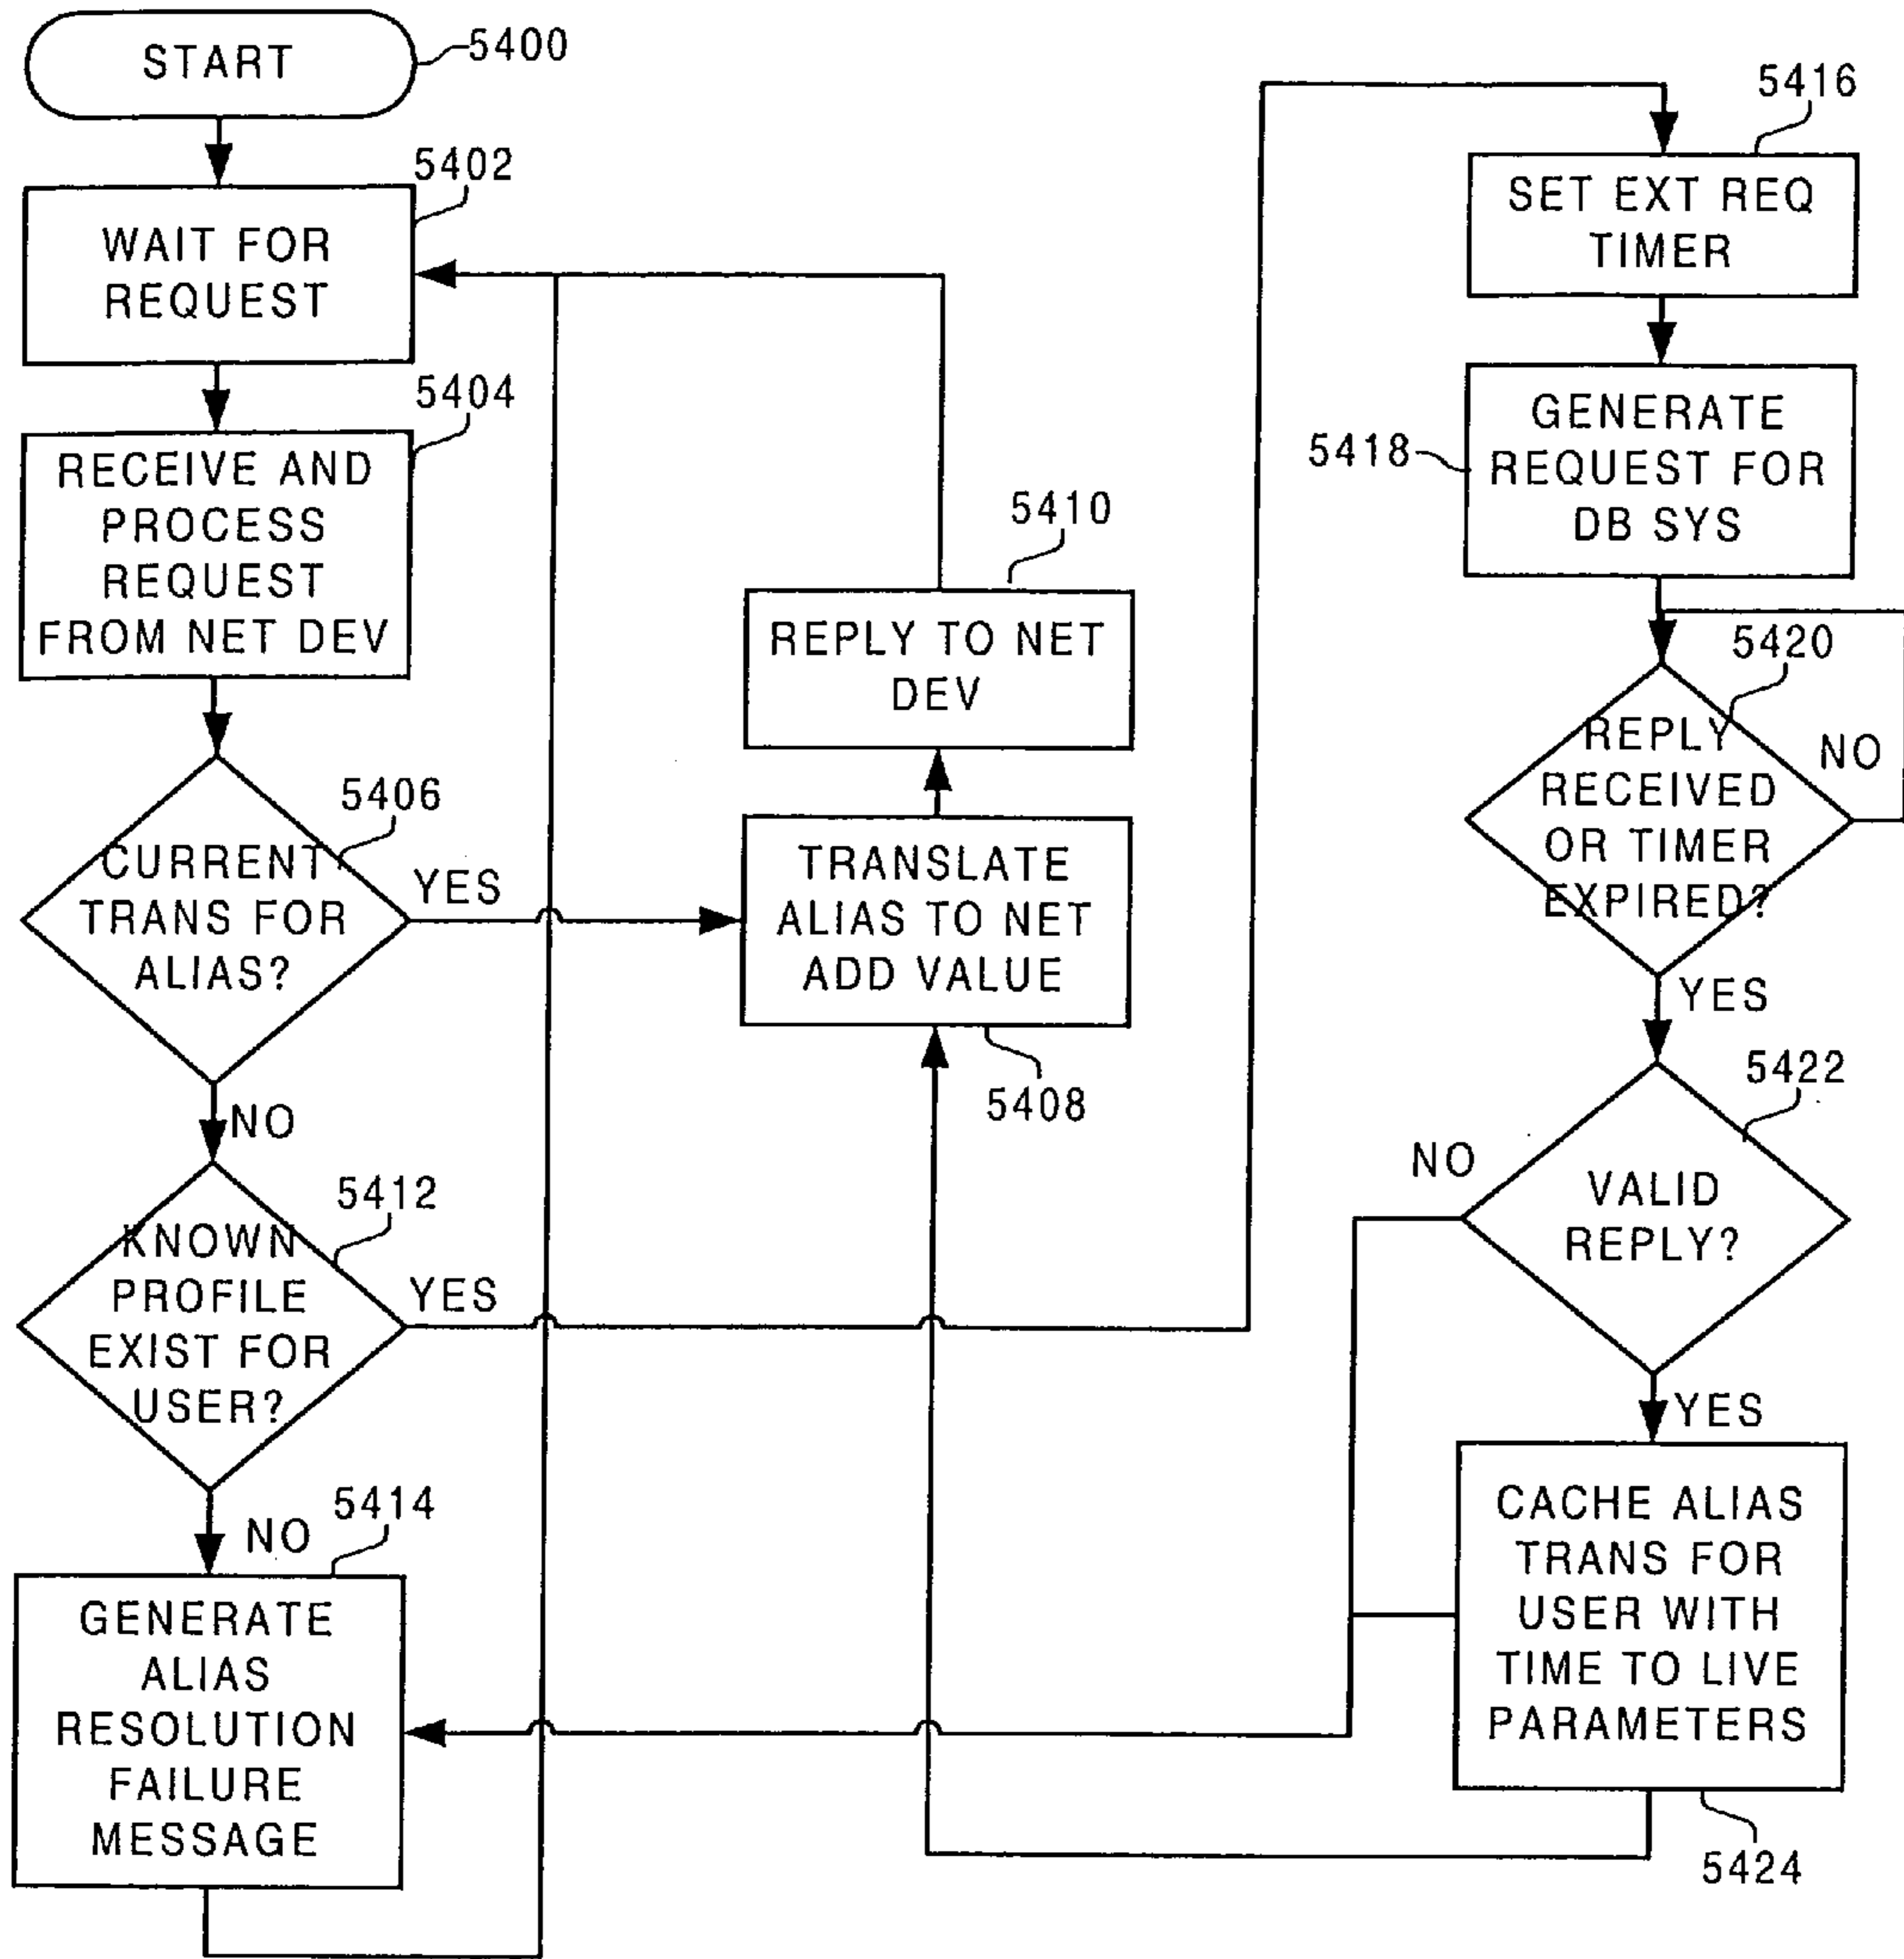 START
5400
5402
WAIT FOR
REQUEST
5404
RECEIVE AND
PROCESS
REQUEST
FROM NET DEV
5406
CURRENT
TRANS FOR
ALIAS?
YES
NO
5412
KNOWN
PROFILE
EXIST FOR
USER?
YES
NO
5414
GENERATE
ALIAS
RESOLUTION
FAILURE
MESSAGE
5410
REPLY TO NET
DEV
TRANSLATE
ALIAS TO NET
ADD VALUE
5408
5416
SET EXT REQ
TIMER
5418
GENERATE
REQUEST FOR
DB SYS
5420
REPLY
RECEIVED
OR TIMER
EXPIRED?
NO
YES
5422
VALID
REPLY?
NO
YES
CACHE ALIAS
TRANS FOR
USER WITH
TIME TO LIVE
PARAMETERS
5424